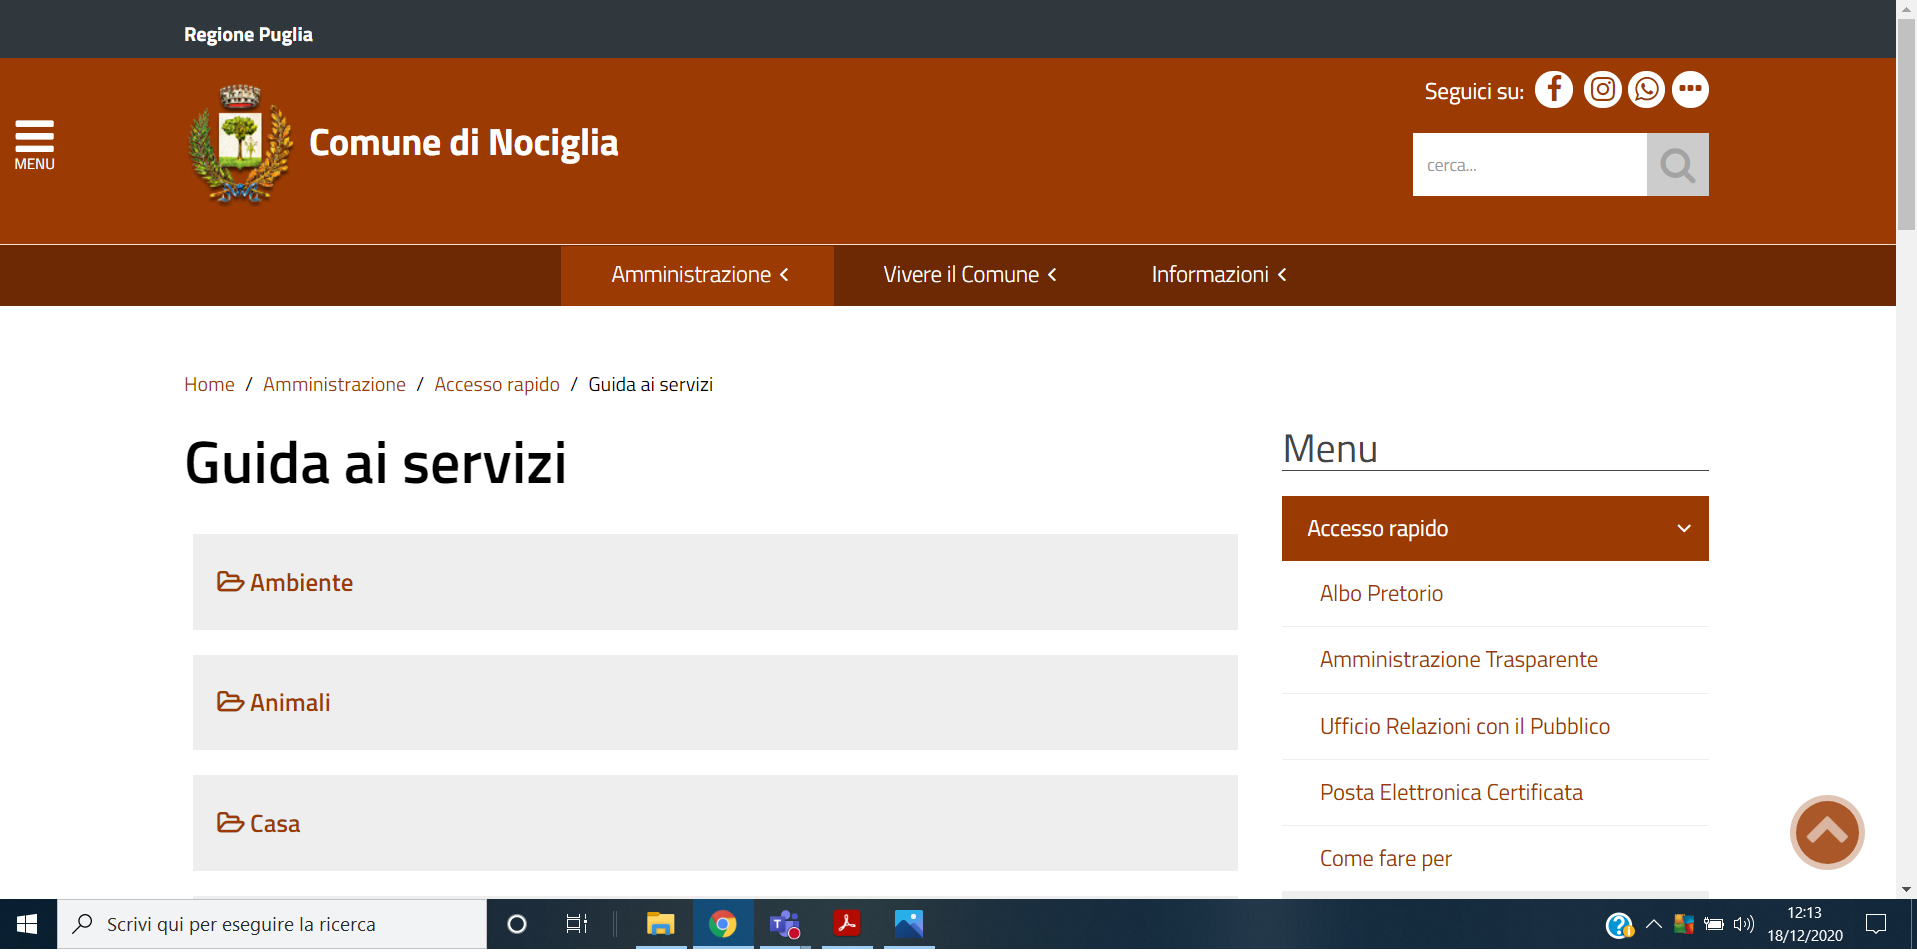 Regione Puglia
MENU
Comune di Nociglia
Seguici su:
cerca...
Amministrazione
Vivere il Comune
Informazioni
Home / Amministrazione / Accesso rapido / Guida ai servizi
Guida ai servizi
Ambiente
Animali
Casa
Menu
Accesso rapido
Albo Pretorio
Amministrazione Trasparente
Ufficio Relazioni con il Pubblico
Posta Elettronica Certificata
Come fare per
Scrivi qui per eseguire la ricerca
12:13
18/12/2020